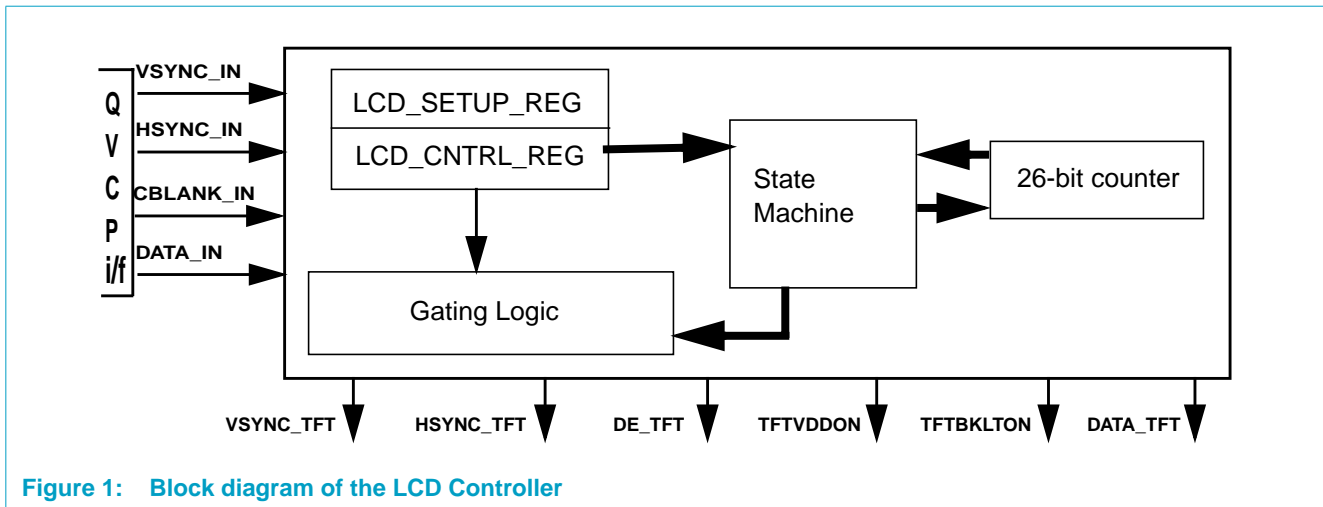 Q
V
C
P
i/f
VSYNC_IN
HSYNC_IN
CBLANK_IN
DATA_IN
LCD_SETUP_REG
LCD_CNTRL_REG
State
Machine
26-bit counter
Gating Logic
VSYNC_TFT
HSYNC_TFT
DE_TFT
TFTVDDON
TFTBKLTON
DATA_TFT
Figure 1: Block diagram of the LCD Controller